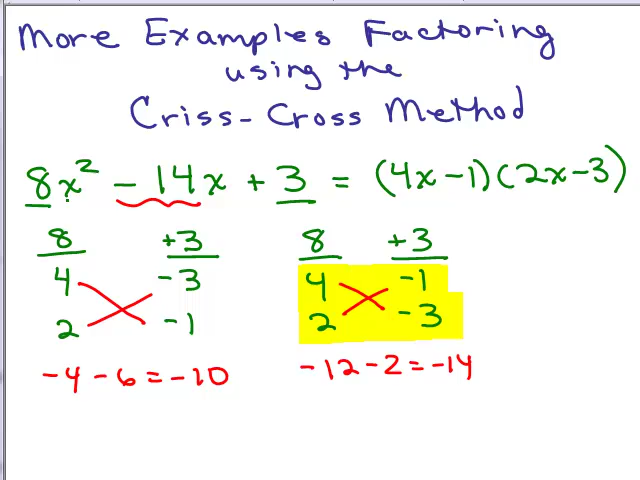 More Examples Factoring
using the
Criss-Cross Method
8x² - 14x + 3 = (4x - 1)(2x - 3)
8 +3 8 +3
4 -3 4 -1
2 -1 2 -3
-4 - 6 = -10 -12 - 2 = -14